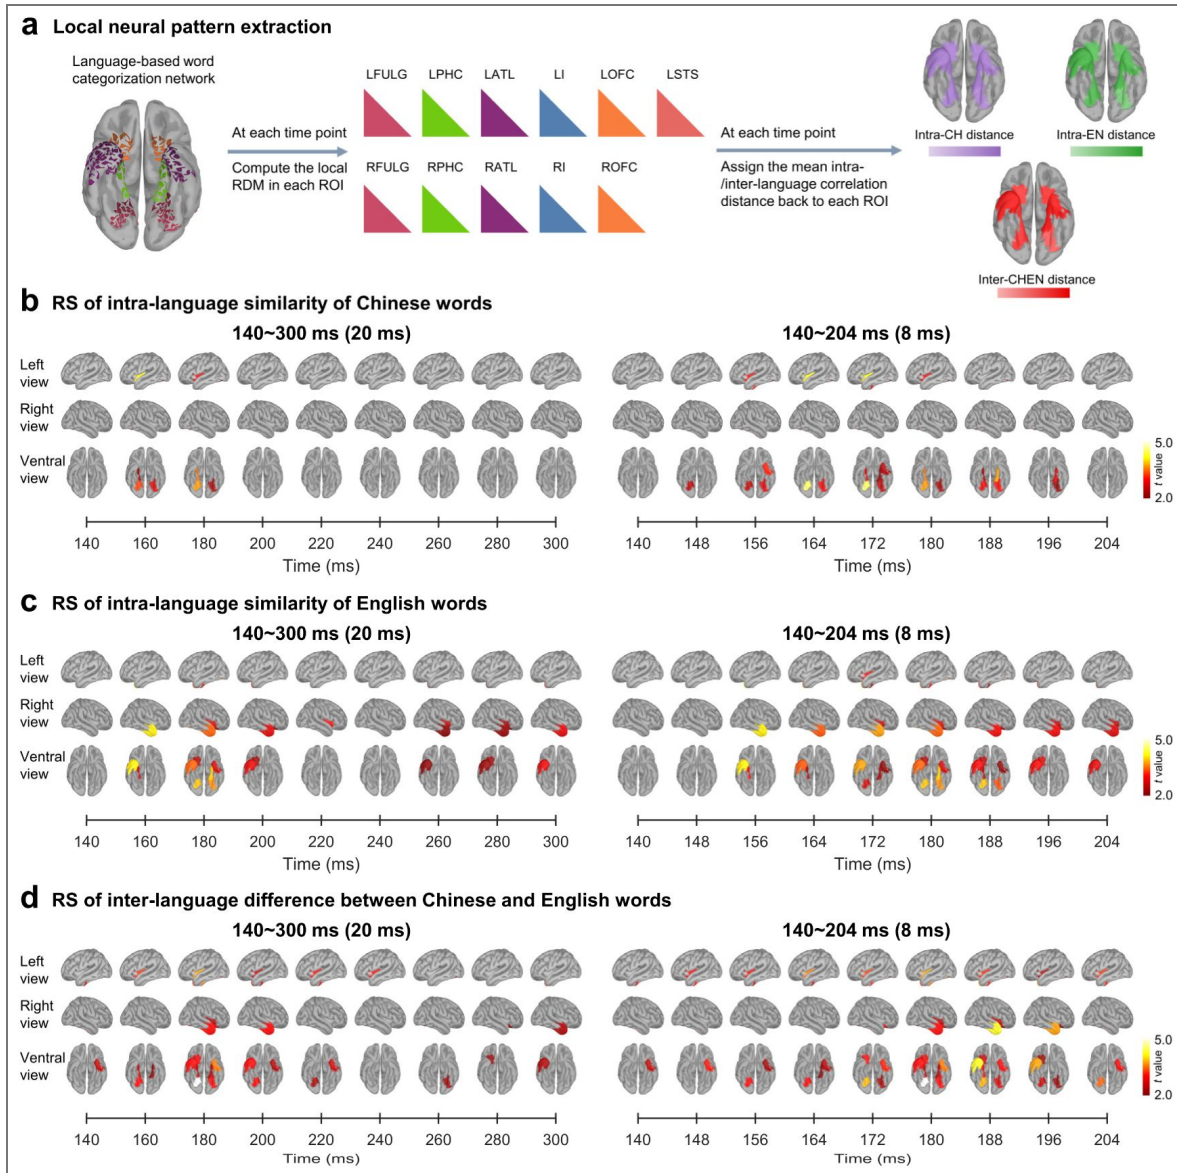 a Local neural pattern extraction
Language-based word
categorization network
At each time point
Compute the local
RDM in each ROI
LFULG LPHC LATL LI LOFC LSTS
RFULG RPHC RATL RI ROFC
At each time point
Assign the mean intra-
/inter-language correlation
distance back to each ROI
Intra-CH distance
Intra-EN distance
Inter-CHEN distance
b RS of intra-language similarity of Chinese words
140~300 ms (20 ms)
140~204 ms (8 ms)
Left
view
Right
view
Ventral
view
5.0
t value
2.0
140 160 180 200 220 240 260 280 300
Time (ms)
140 148 156 164 172 180 188 196 204
Time (ms)
c RS of intra-language similarity of English words
140~300 ms (20 ms)
140~204 ms (8 ms)
Left
view
Right
view
Ventral
view
5.0
t value
2.0
140 160 180 200 220 240 260 280 300
Time (ms)
140 148 156 164 172 180 188 196 204
Time (ms)
d RS of inter-language difference between Chinese and English words
140~300 ms (20 ms)
140~204 ms (8 ms)
Left
view
Right
view
Ventral
view
5.0
t value
2.0
140 160 180 200 220 240 260 280 300
Time (ms)
140 148 156 164 172 180 188 196 204
Time (ms)